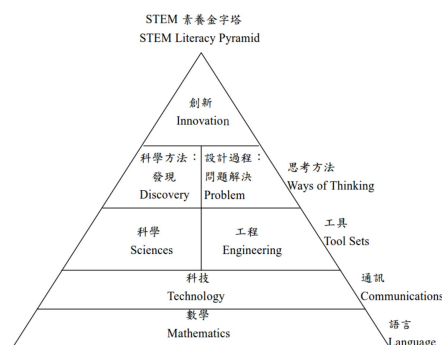 STEM 素養金字塔
STEM Literacy Pyramid
創新
Innovation
科學方法：
發現
Discovery
設計過程：
問題解決
Problem
思考方法
Ways of Thinking
科學
Sciences
工程
Engineering
工具
Tool Sets
科技
Technology
通訊
Communications
數學
Mathematics
語言
Language